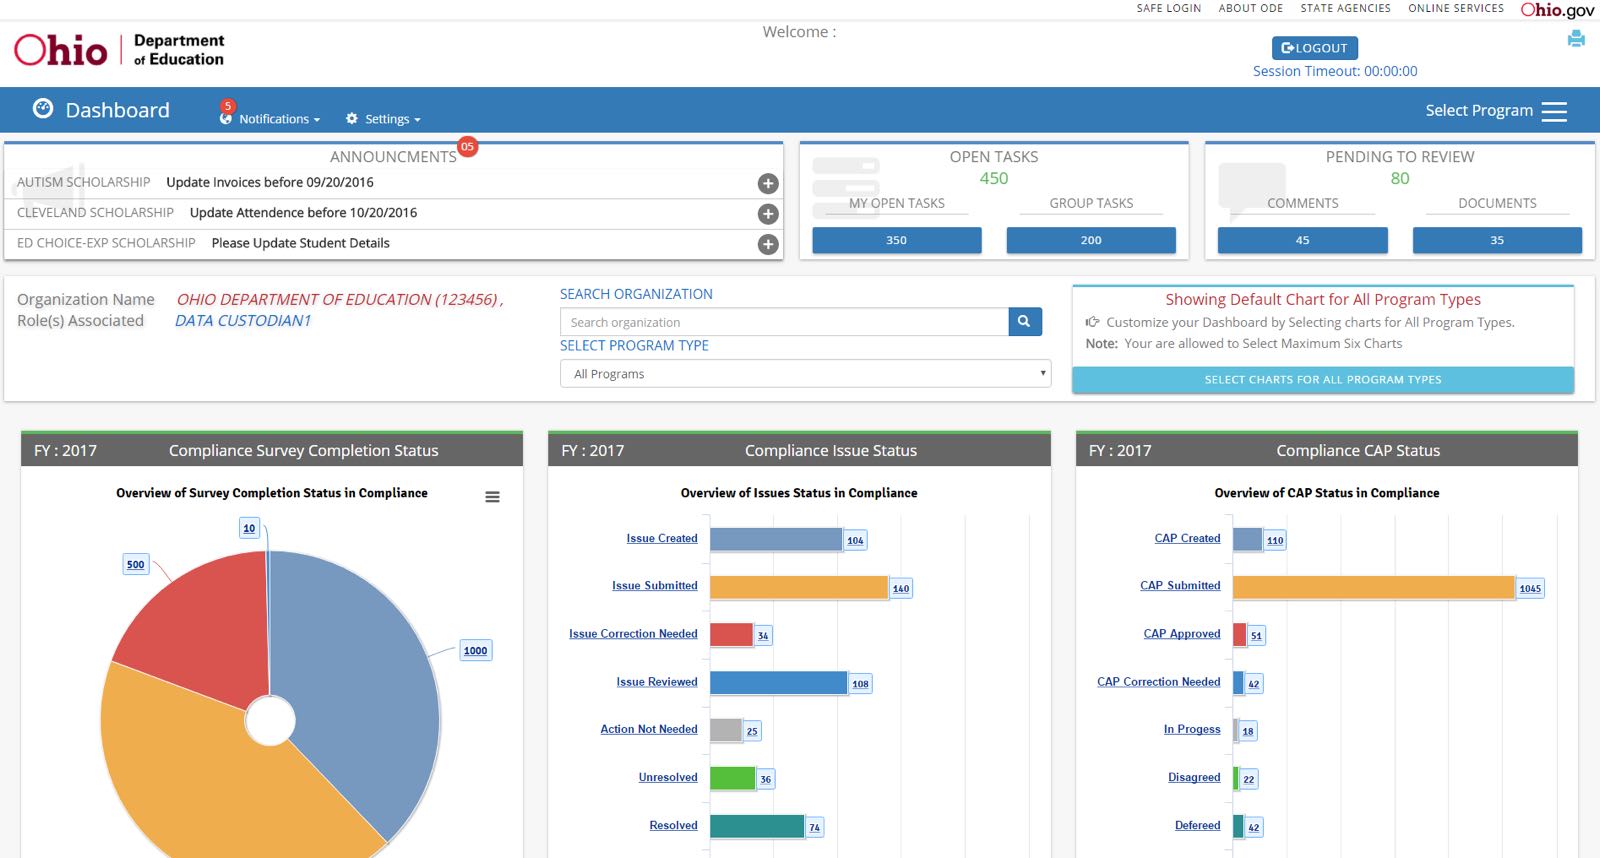 SAFE LOGIN ABOUT ODE STATE AGENCIES ONLINE SERVICES Ohio.gov
Ohio Department of Education
Welcome :
LOGOUT
Session Timeout: 00:00:00
Dashboard
5
Notifications
Settings
Select Program
ANNOUNCMENTS 05
AUTISM SCHOLARSHIP Update Invoices before 09/20/2016
CLEVELAND SCHOLARSHIP Update Attendence before 10/20/2016
ED CHOICE-EXP SCHOLARSHIP Please Update Student Details
OPEN TASKS
450
MY OPEN TASKS GROUP TASKS
350 200
PENDING TO REVIEW
80
COMMENTS DOCUMENTS
45 35
Organization Name OHIO DEPARTMENT OF EDUCATION (123456) ,
Role(s) Associated DATA CUSTODIAN1
SEARCH ORGANIZATION
Search organization
SELECT PROGRAM TYPE
All Programs
Showing Default Chart for All Program Types
Customize your Dashboard by Selecting charts for All Program Types.
Note: Your are allowed to Select Maximum Six Charts
SELECT CHARTS FOR ALL PROGRAM TYPES
FY : 2017 Compliance Survey Completion Status
Overview of Survey Completion Status in Compliance
10
500
1000
FY : 2017 Compliance Issue Status
Overview of Issues Status in Compliance
Issue Created 104
Issue Submitted 140
Issue Correction Needed 34
Issue Reviewed 108
Action Not Needed 25
Unresolved 36
Resolved 74
FY : 2017 Compliance CAP Status
Overview of CAP Status in Compliance
CAP Created 110
CAP Submitted 1045
CAP Approved 51
CAP Correction Needed 42
In Progess 18
Disagreed 22
Defereed 42